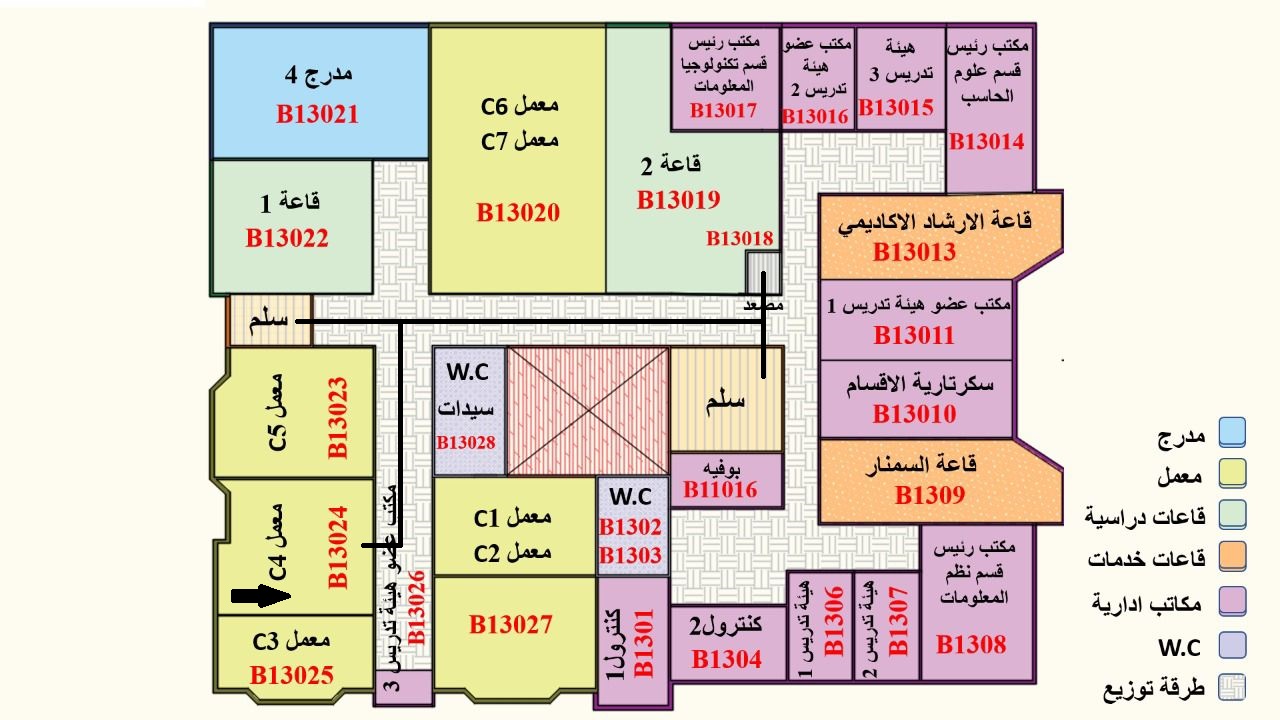 مدرج 4
B13021
قاعة 1
B13022
معمل C6
معمل C7
B13020
قاعة 2
B13019
B13018
مصعد
مكتب رئيس
قسم تكنولوجيا
المعلومات
B13017
مكتب عضو
هيئة
تدريس 2
B13016
هيئة
تدريس 3
B13015
مكتب رئيس
قسم علوم
الحاسب
B13014
قاعة الارشاد الاكاديمي
B13013
مكتب عضو هيئة تدريس 1
B13011
سكرتارية الاقسام
B13010
قاعة السمنار
B1309
سلم
معمل C5
B13023
معمل C4
B13024
معمل C3
B13025
مكتب عضو هيئة تدريس 3
B13026
W.C
سيدات
B13028
سلم
بوفيه
B11016
معمل C1
معمل C2
B13027
W.C
B1302
B1303
كنترول1
B1301
كنترول2
B1304
هيئة تدريس 1
B1306
هيئة تدريس 2
B1307
مكتب رئيس
قسم نظم
المعلومات
B1308
مدرج
معمل
قاعات دراسية
قاعات خدمات
مكاتب ادارية
W.C
طرقة توزيع